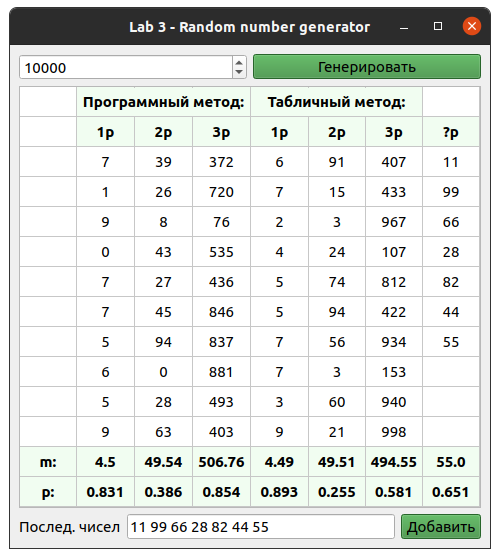 Lab 3 - Random number generator
10000 Генерировать
Программный метод: Табличный метод:
1р 2р 3р 1р 2р 3р ?р
7 39 372 6 91 407 11
1 26 720 7 15 433 99
9 8 76 2 3 967 66
0 43 535 4 24 107 28
7 27 436 5 74 812 82
7 45 846 5 94 422 44
5 94 837 7 56 934 55
6 0 881 7 3 153
5 28 493 3 60 940
9 63 403 9 21 998
m: 4.5 49.54 506.76 4.49 49.51 494.55 55.0
p: 0.831 0.386 0.854 0.893 0.255 0.581 0.651
Послед. чисел 11 99 66 28 82 44 55 Добавить